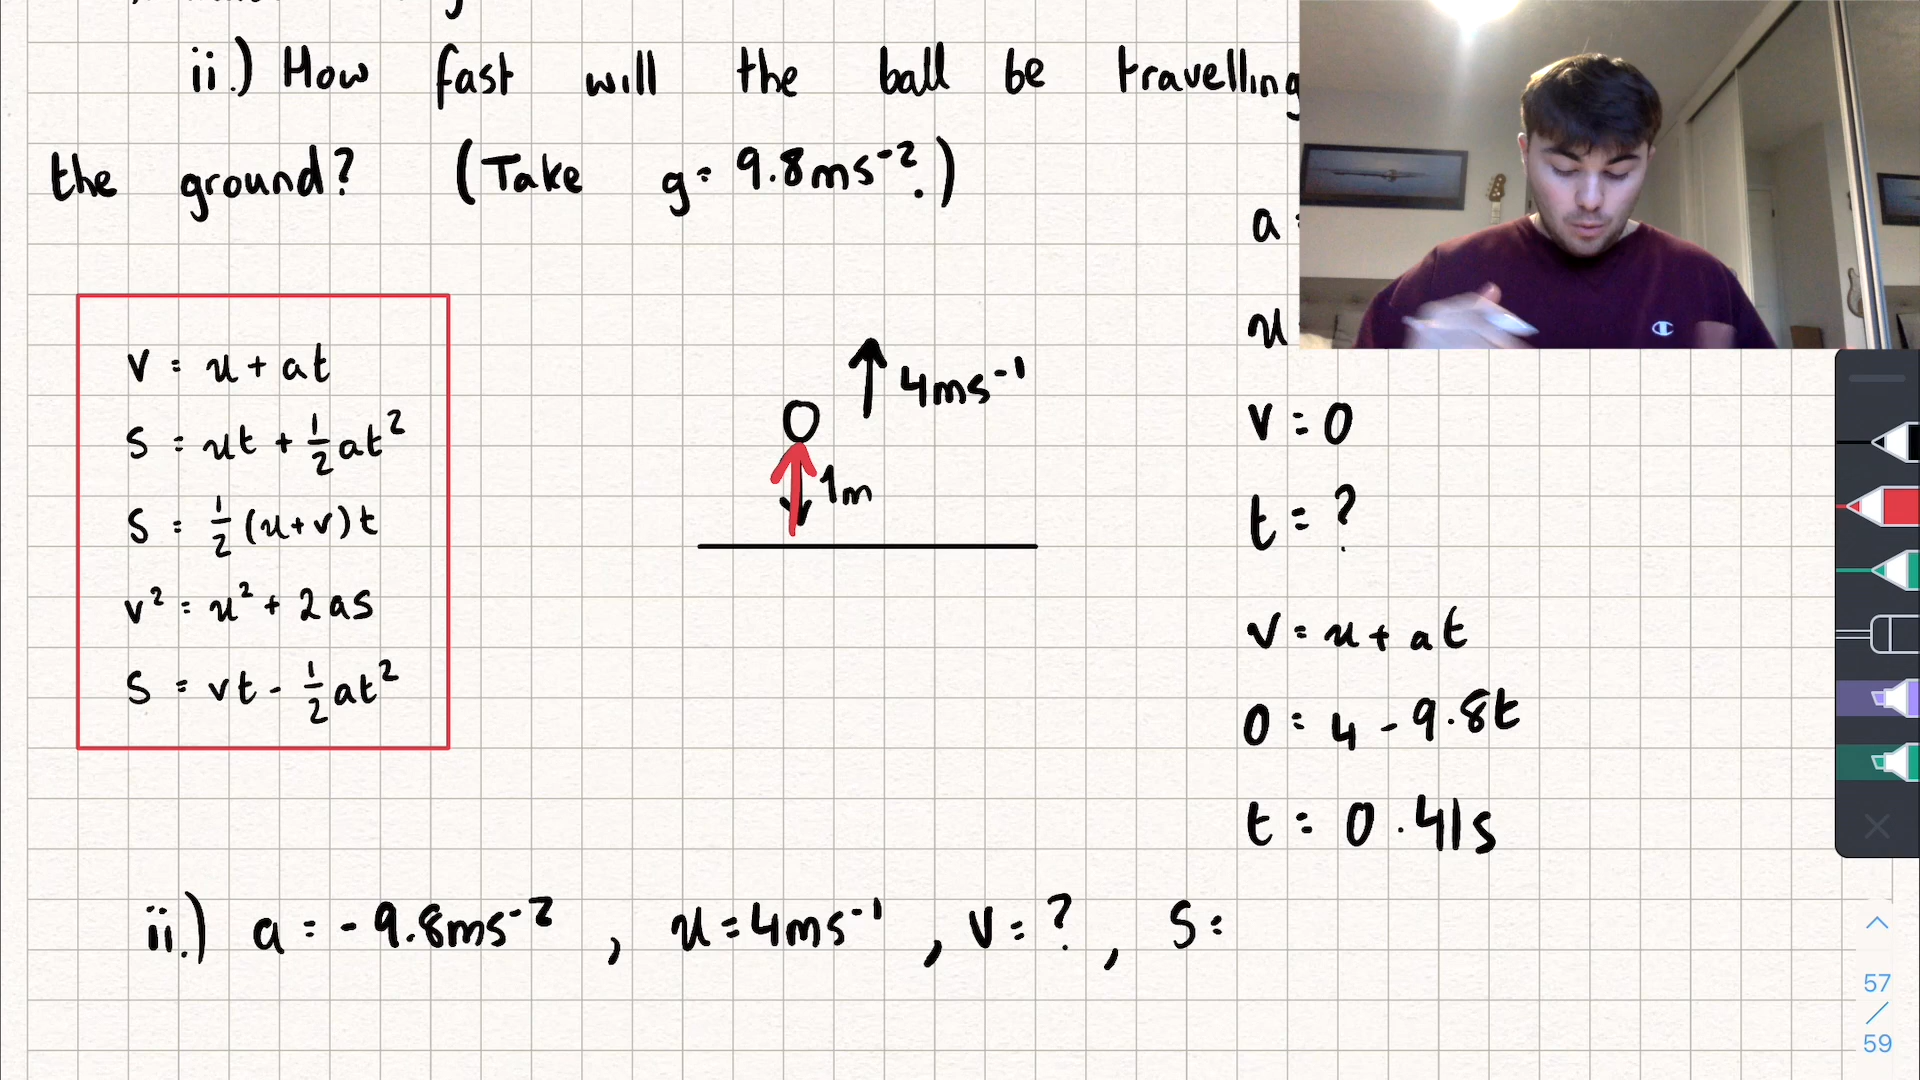 ii.) How fast will the ball be travelling
the ground? (Take g = 9.8ms⁻².)
a =
u
v = u + at
s = ut + ½at²
s = ½(u+v)t
v² = u² + 2as
s = vt - ½at²
4ms⁻¹
1m
v = 0
t = ?
v = u + at
0 = 4 - 9.8t
t = 0.41s
ii.) a = -9.8ms⁻² , u = 4ms⁻¹ , v = ? , s =
57
/
59